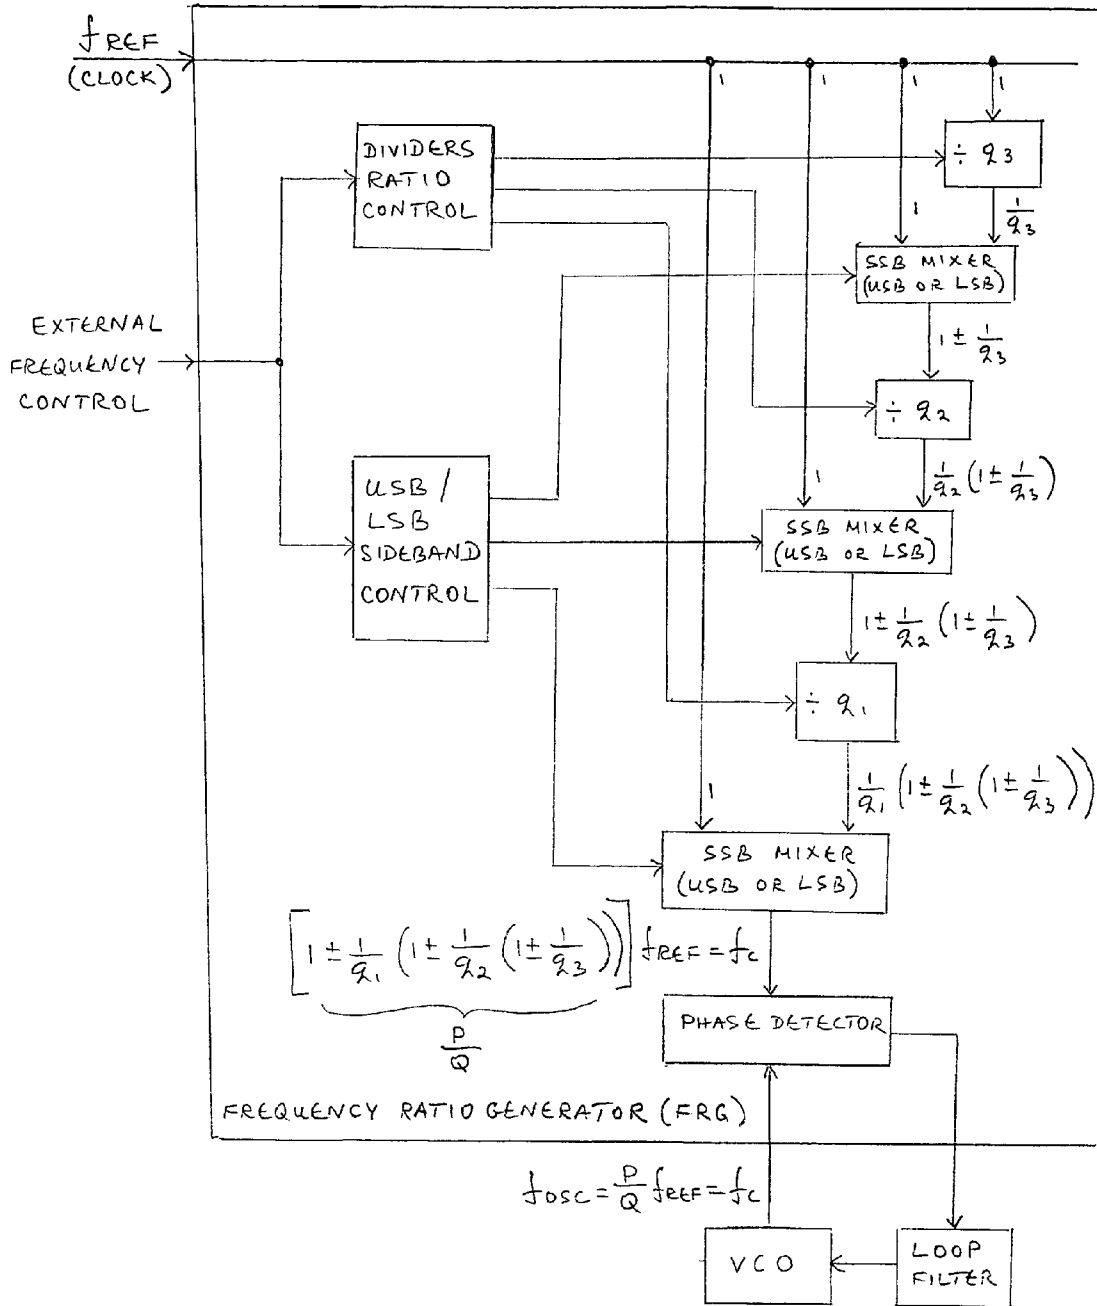 f REF
(CLOCK)
1
1
1
1
DIVIDERS
RATIO
CONTROL
÷ q3
1
1/q3
SSB MIXER
(USB OR LSB)
EXTERNAL
FREQUENCY
CONTROL
1 ± 1/q3
÷ q2
USB /
LSB
SIDEBAND
CONTROL
1
1/q2 (1 ± 1/q3)
SSB MIXER
(USB OR LSB)
1 ± 1/q2 (1 ± 1/q3)
÷ q1
1
1/q1 (1 ± 1/q2 (1 ± 1/q3))
SSB MIXER
(USB OR LSB)
[1 ± 1/q1 (1 ± 1/q2 (1 ± 1/q3))] fREF = fc
P/Q
PHASE DETECTOR
FREQUENCY RATIO GENERATOR (FRG)
fOSC = P/Q fREF = fc
VCO
LOOP
FILTER